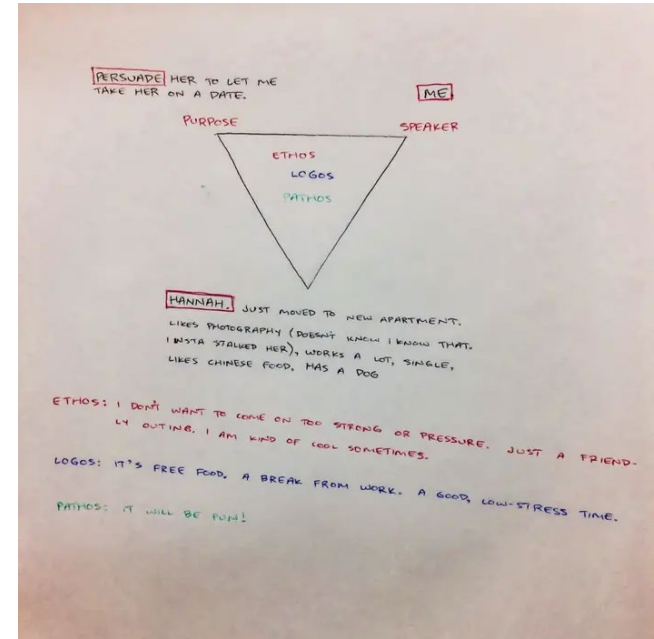 PERSUADE HER TO LET ME
TAKE HER ON A DATE.
ME
PURPOSE
SPEAKER
ETHOS
LOGOS
PATHOS
HANNAH. JUST MOVED TO NEW APARTMENT.
LIKES PHOTOGRAPHY (DOESN'T KNOW I KNOW THAT.
I INSTA STALKED HER), WORKS A LOT, SINGLE,
LIKES CHINESE FOOD, HAS A DOG
ETHOS: I DON'T WANT TO COME ON TOO STRONG OR PRESSURE. JUST A FRIEND-
LY OUTING. I AM KIND OF COOL SOMETIMES.
LOGOS: IT'S FREE FOOD. A BREAK FROM WORK. A GOOD, LOW-STRESS TIME.
PATHOS: IT WILL BE FUN!